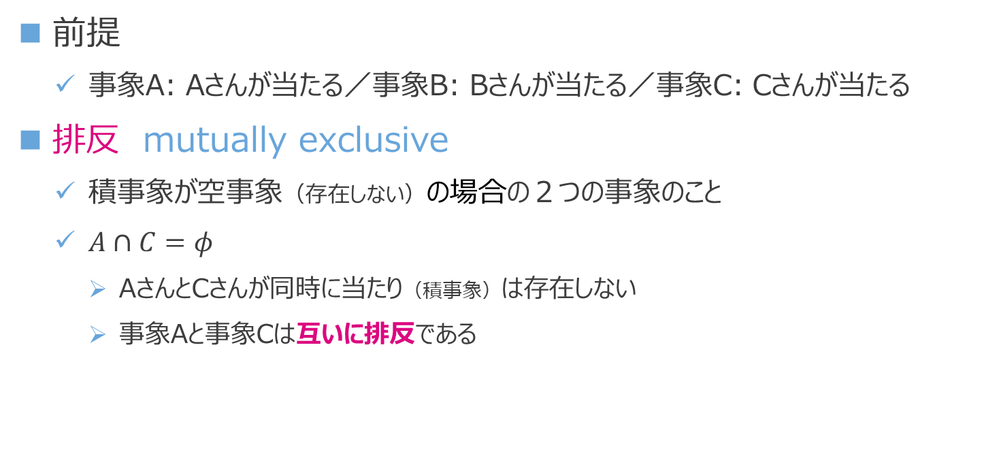 ■ 前提
✓ 事象A: Aさんが当たる／事象B: Bさんが当たる／事象C: Cさんが当たる
■ 排反 mutually exclusive
✓ 積事象が空事象（存在しない）の場合の２つの事象のこと
✓ A ∩ C = ϕ
➢ AさんとCさんが同時に当たり（積事象）は存在しない
➢ 事象Aと事象Cは互いに排反である